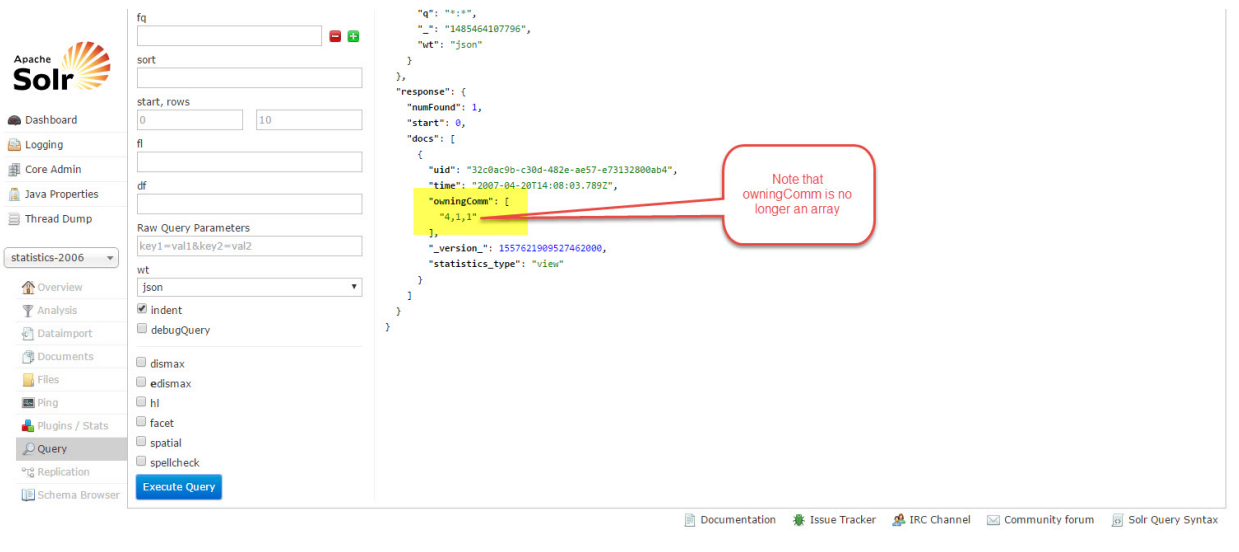 Apache
Solr
Dashboard
Logging
Core Admin
Java Properties
Thread Dump
statistics-2006
Overview
Analysis
Dataimport
Documents
Files
Ping
Plugins / Stats
Query
Replication
Schema Browser
fq
sort
start, rows
0 10
fl
df
Raw Query Parameters
key1=val1&key2=val2
wt
json
indent
debugQuery
dismax
edismax
hl
facet
spatial
spellcheck
Execute Query
"q": "*:*",
"_": "1485464107796",
"wt": "json"
}
},
"response": {
"numFound": 1,
"start": 0,
"docs": [
{
"uid": "32c0ac9b-c30d-482e-ae57-e73132800ab4",
"time": "2007-04-20T14:08:03.789Z",
"owningComm": [
"4,1,1"
],
"_version_": 1557621909527462000,
"statistics_type": "view"
}
]
}
}
Note that
owningComm is no
longer an array
Documentation Issue Tracker IRC Channel Community forum Solr Query Syntax